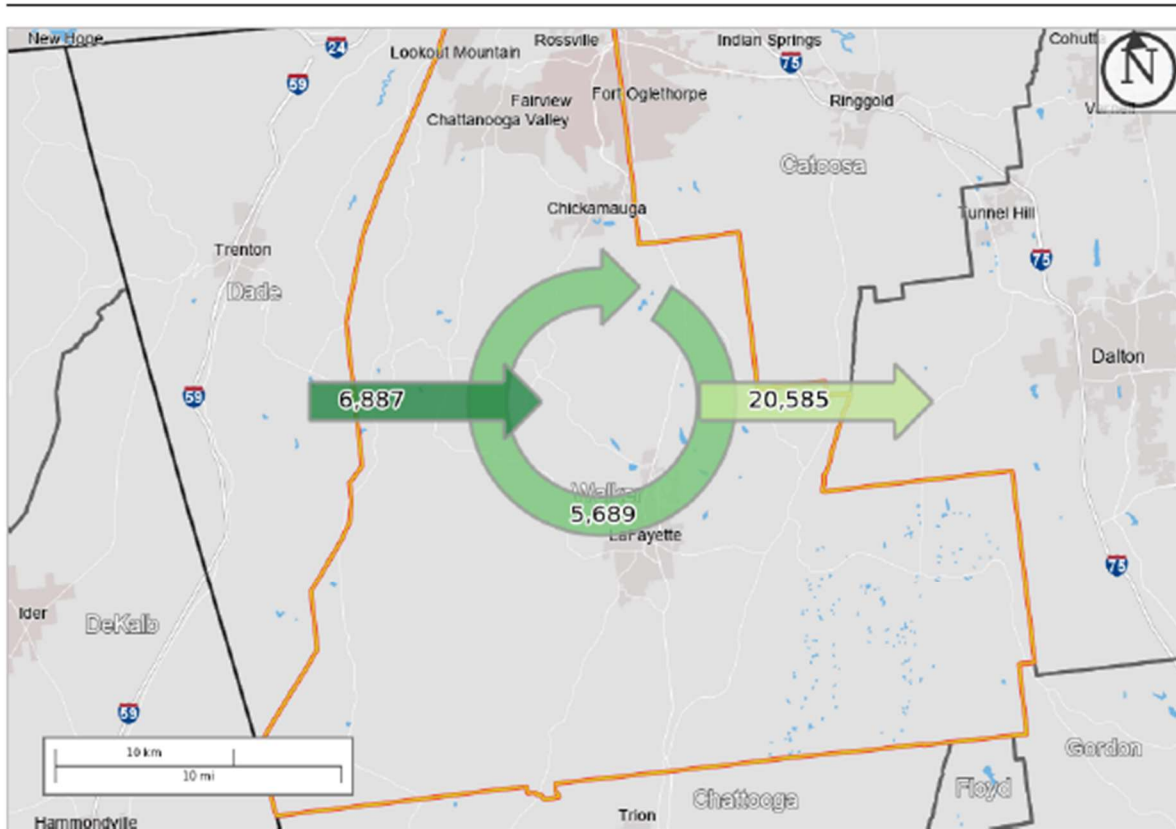 New Hope
24
Lookout Mountain
Rossville
Indian Springs
75
Cohutta
N
59
Fairview
Fort Oglethorpe
Ringgold
Chattanooga Valley
Catoosa
Chickamauga
Tunnel Hill
Trenton
75
Dade
Dalton
59
6,887
20,585
Walker
5,689
LaFayette
75
Ider
DeKalb
59
10 km
10 mi
Gordon
Floyd
Chattooga
Trion
Hammondville